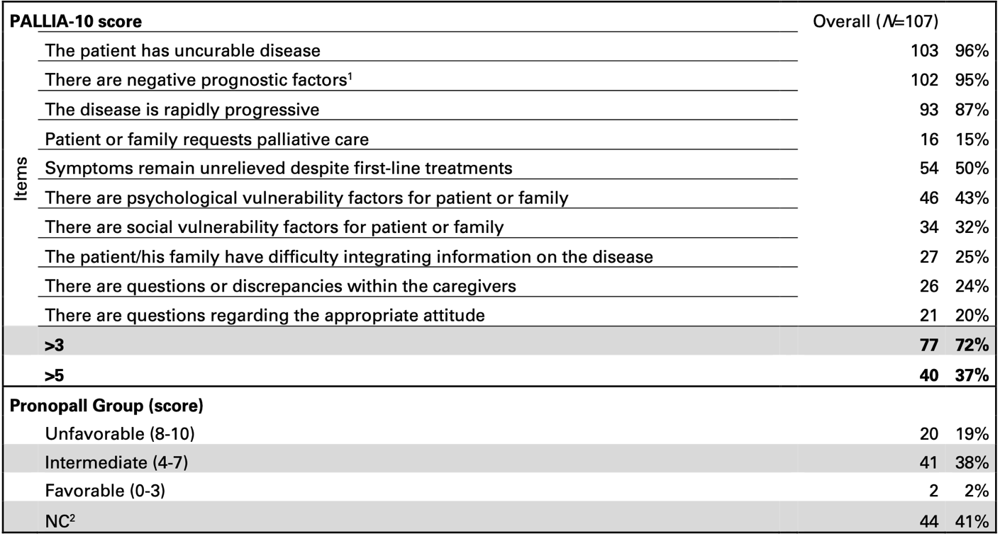 PALLIA-10 score Overall (N=107)
Items
The patient has uncurable disease 103 96%
There are negative prognostic factors¹ 102 95%
The disease is rapidly progressive 93 87%
Patient or family requests palliative care 16 15%
Symptoms remain unrelieved despite first-line treatments 54 50%
There are psychological vulnerability factors for patient or family 46 43%
There are social vulnerability factors for patient or family 34 32%
The patient/his family have difficulty integrating information on the disease 27 25%
There are questions or discrepancies within the caregivers 26 24%
There are questions regarding the appropriate attitude 21 20%
>3 77 72%
>5 40 37%
Pronopall Group (score)
Unfavorable (8-10) 20 19%
Intermediate (4-7) 41 38%
Favorable (0-3) 2 2%
NC² 44 41%